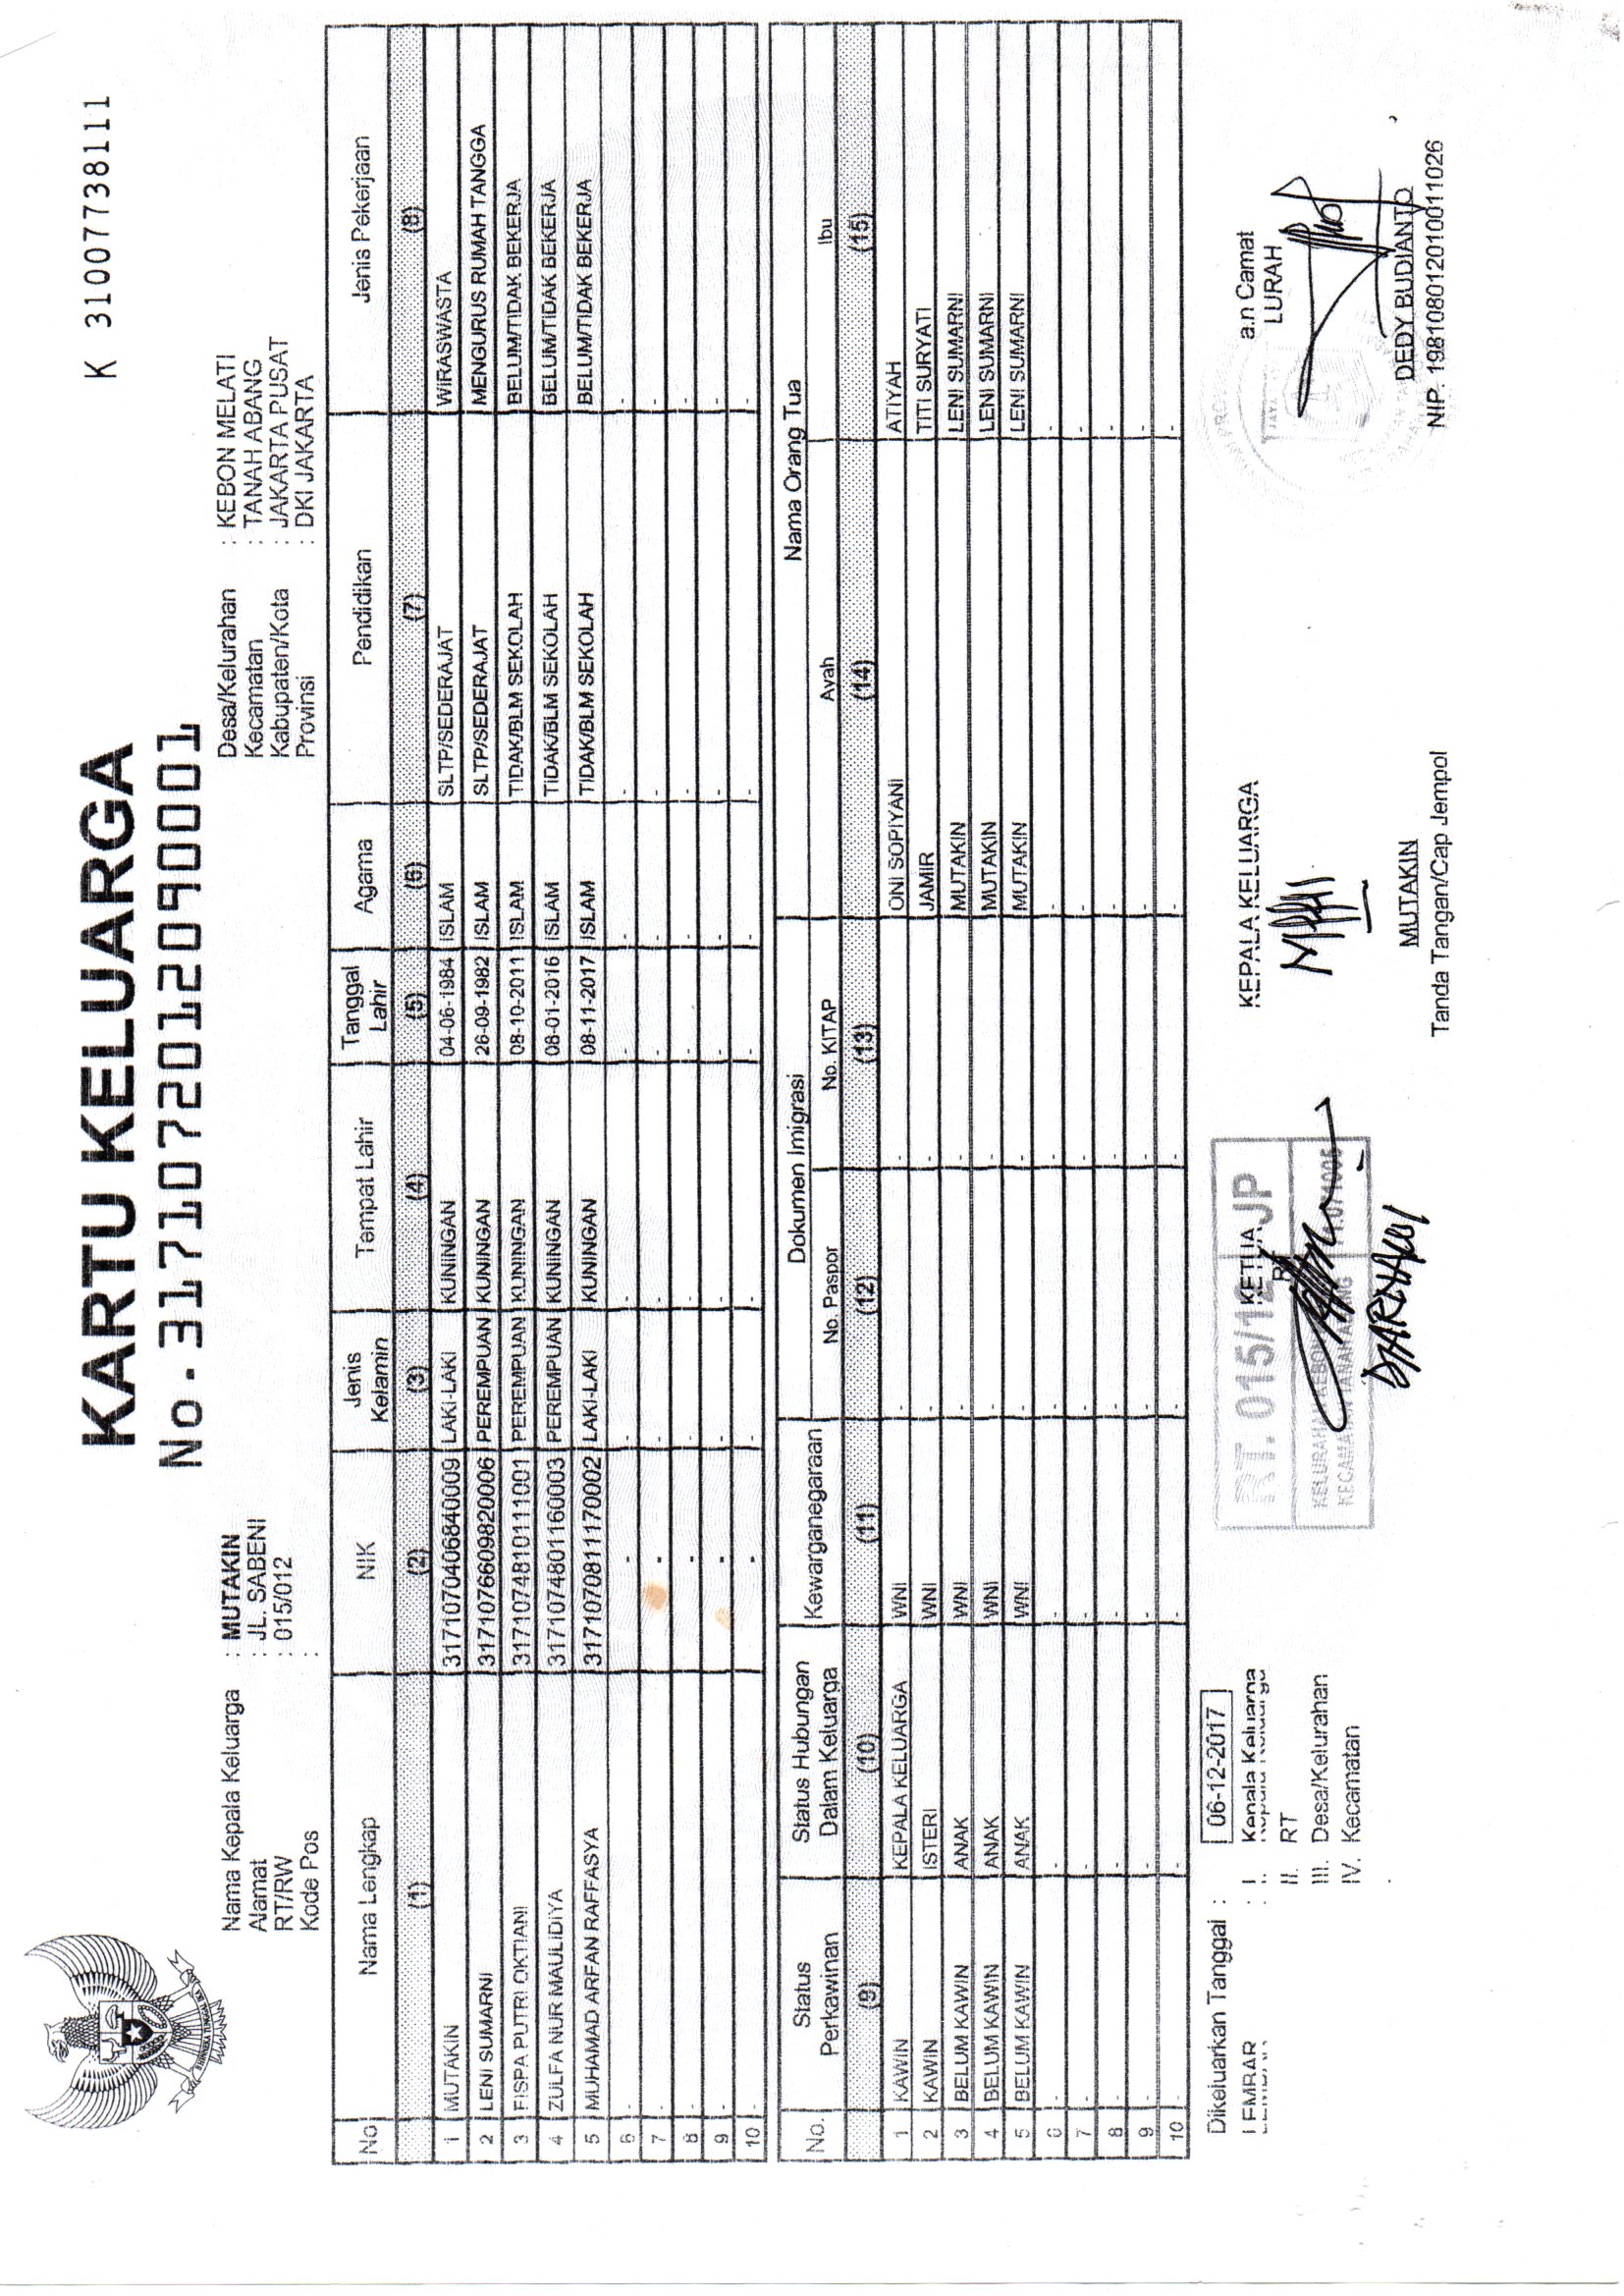 K 31007738111
KARTU KELUARGA
No. 3171072012090001
Nama Kepala Keluarga : MUTAKIN
Alamat : JL. SABENI
RT/RW : 015/012
Kode Pos :
Desa/Kelurahan : KEBON MELATI
Kecamatan : TANAH ABANG
Kabupaten/Kota : JAKARTA PUSAT
Provinsi : DKI JAKARTA
No Nama Lengkap NIK Jenis Kelamin Tempat Lahir Tanggal Lahir Agama Pendidikan Jenis Pekerjaan
(1) (2) (3) (4) (5) (6) (7) (8)
1 MUTAKIN 3171070406840009 LAKI-LAKI KUNINGAN 04-06-1984 ISLAM SLTP/SEDERAJAT WIRASWASTA
2 LENI SUMARNI 3171076609820006 PEREMPUAN KUNINGAN 26-09-1982 ISLAM SLTP/SEDERAJAT MENGURUS RUMAH TANGGA
3 FISPA PUTRI OKTIANI 3171074810111001 PEREMPUAN KUNINGAN 08-10-2011 ISLAM TIDAK/BLM SEKOLAH BELUM/TIDAK BEKERJA
4 ZULFA NUR MAULIDIYA 3171074801160003 PEREMPUAN KUNINGAN 08-01-2016 ISLAM TIDAK/BLM SEKOLAH BELUM/TIDAK BEKERJA
5 MUHAMAD ARFAN RAFFASYA 3171070811170002 LAKI-LAKI KUNINGAN 08-11-2017 ISLAM TIDAK/BLM SEKOLAH BELUM/TIDAK BEKERJA
6 - - - - - - - -
7 - - - - - - - -
8 - - - - - - - -
9 - - - - - - - -
10 - - - - - - - -
No. Status Perkawinan Status Hubungan Dalam Keluarga Kewarganegaraan Dokumen Imigrasi Nama Orang Tua
No. Paspor No. KITAP Ayah Ibu
(9) (10) (11) (12) (13) (14) (15)
1 KAWIN KEPALA KELUARGA WNI - - ONI SOPIYANI ATIYAH
2 KAWIN ISTERI WNI - - JAMIR TITI SURYATI
3 BELUM KAWIN ANAK WNI - - MUTAKIN LENI SUMARNI
4 BELUM KAWIN ANAK WNI - - MUTAKIN LENI SUMARNI
5 BELUM KAWIN ANAK WNI - - MUTAKIN LENI SUMARNI
6 - - - - - - -
7 - - - - - - -
8 - - - - - - -
9 - - - - - - -
10 - - - - - - -
Dikeluarkan Tanggal : 06-12-2017
LEMBAR : I. Kepala Keluarga
II. RT
III. Desa/Kelurahan
IV. Kecamatan
KETUA
RT
RT. 015/12 JP
KELURAHAN KEBON
KECAMATAN TANAH ABANG
DARNAWI
KEPALA KELUARGA
MUTAKIN
Tanda Tangan/Cap Jempol
a.n Camat
LURAH
DEDY BUDIANTO
NIP. 198108012010011026